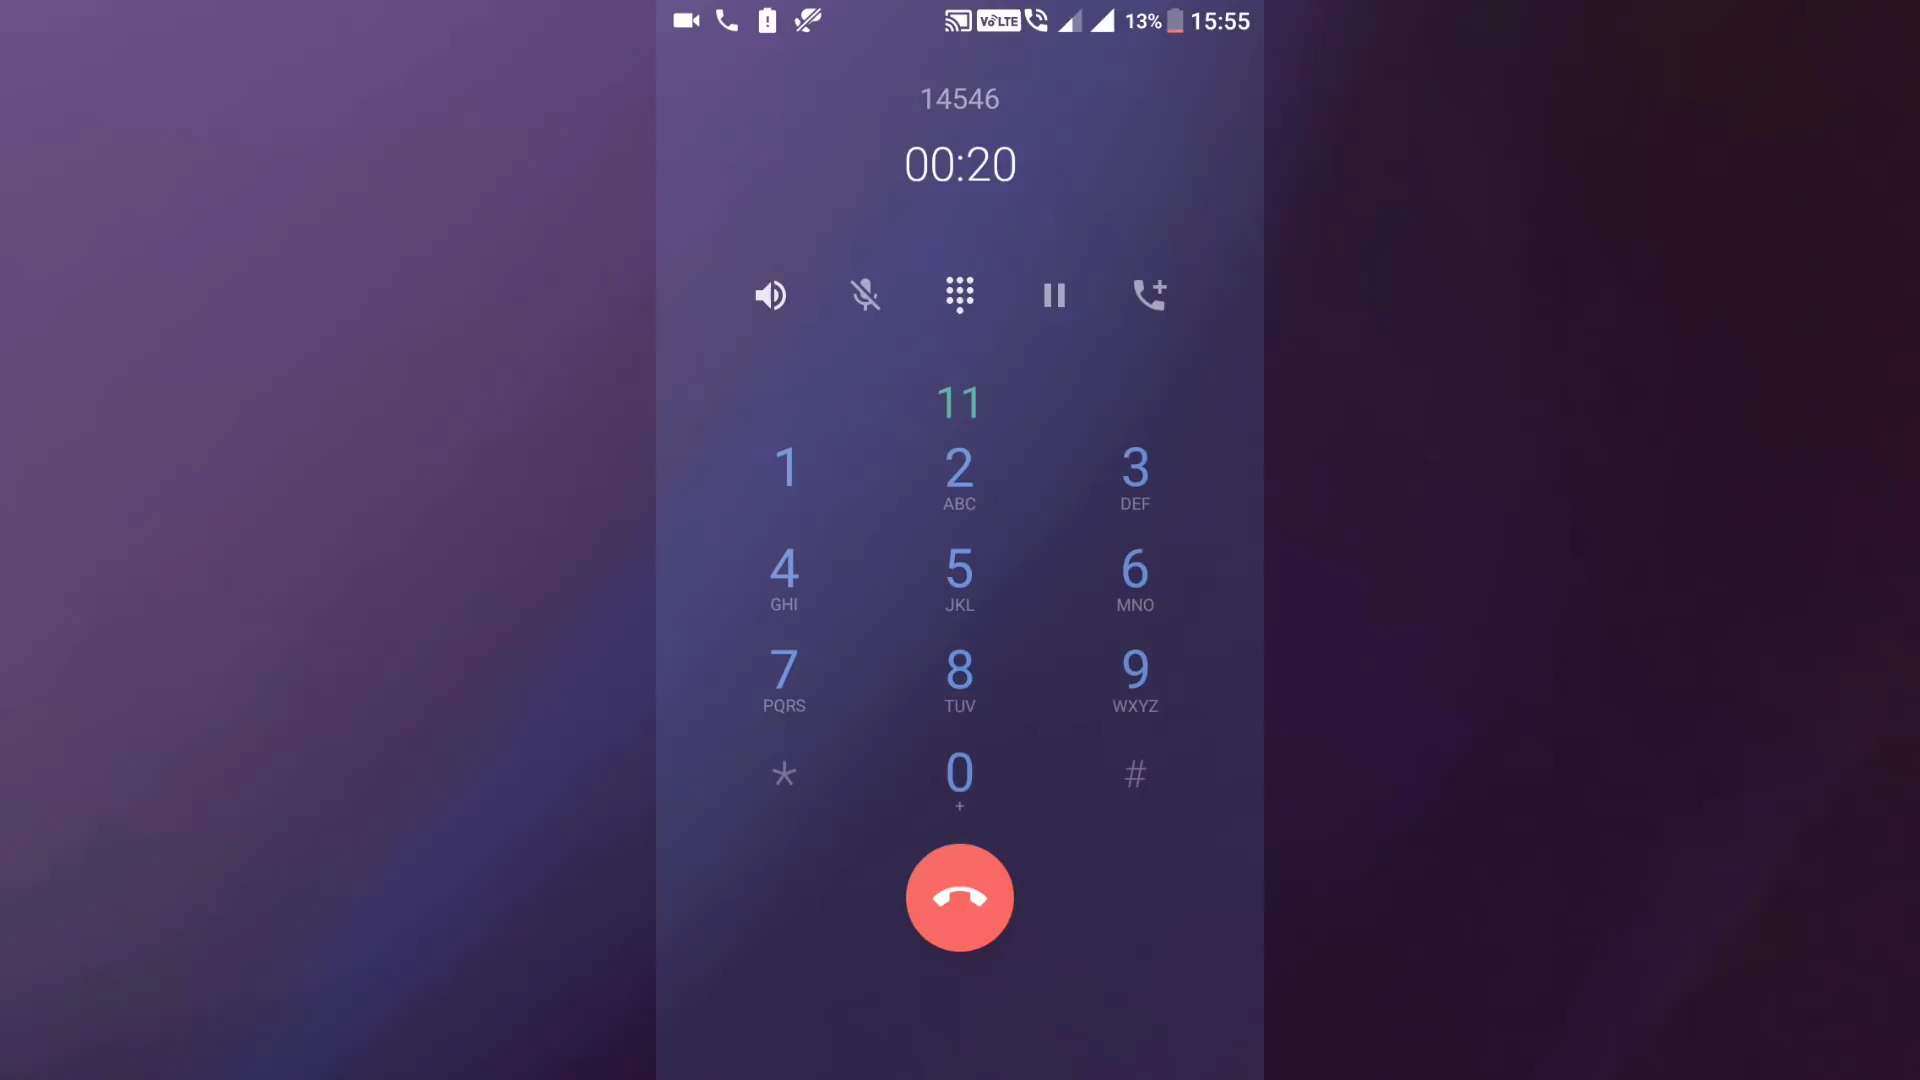 VoLTE 13% 15:55
14546
00:20
11
1 2 3
ABC DEF
4 5 6
GHI JKL MNO
7 8 9
PQRS TUV WXYZ
* 0 #
+